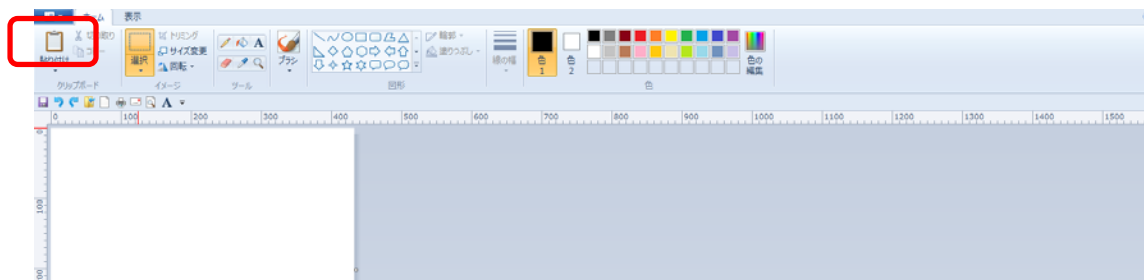 ホーム 表示
切り取り トリミング 輪郭
コピー サイズ変更 塗りつぶし
貼り付け 選択 回転 ブラシ 線の幅 色 色 色の
1 2 編集
クリップボード イメージ ツール 図形 色
0 100 200 300 400 500 600 700 800 900 1000 1100 1200 1300 1400 1500
0
100